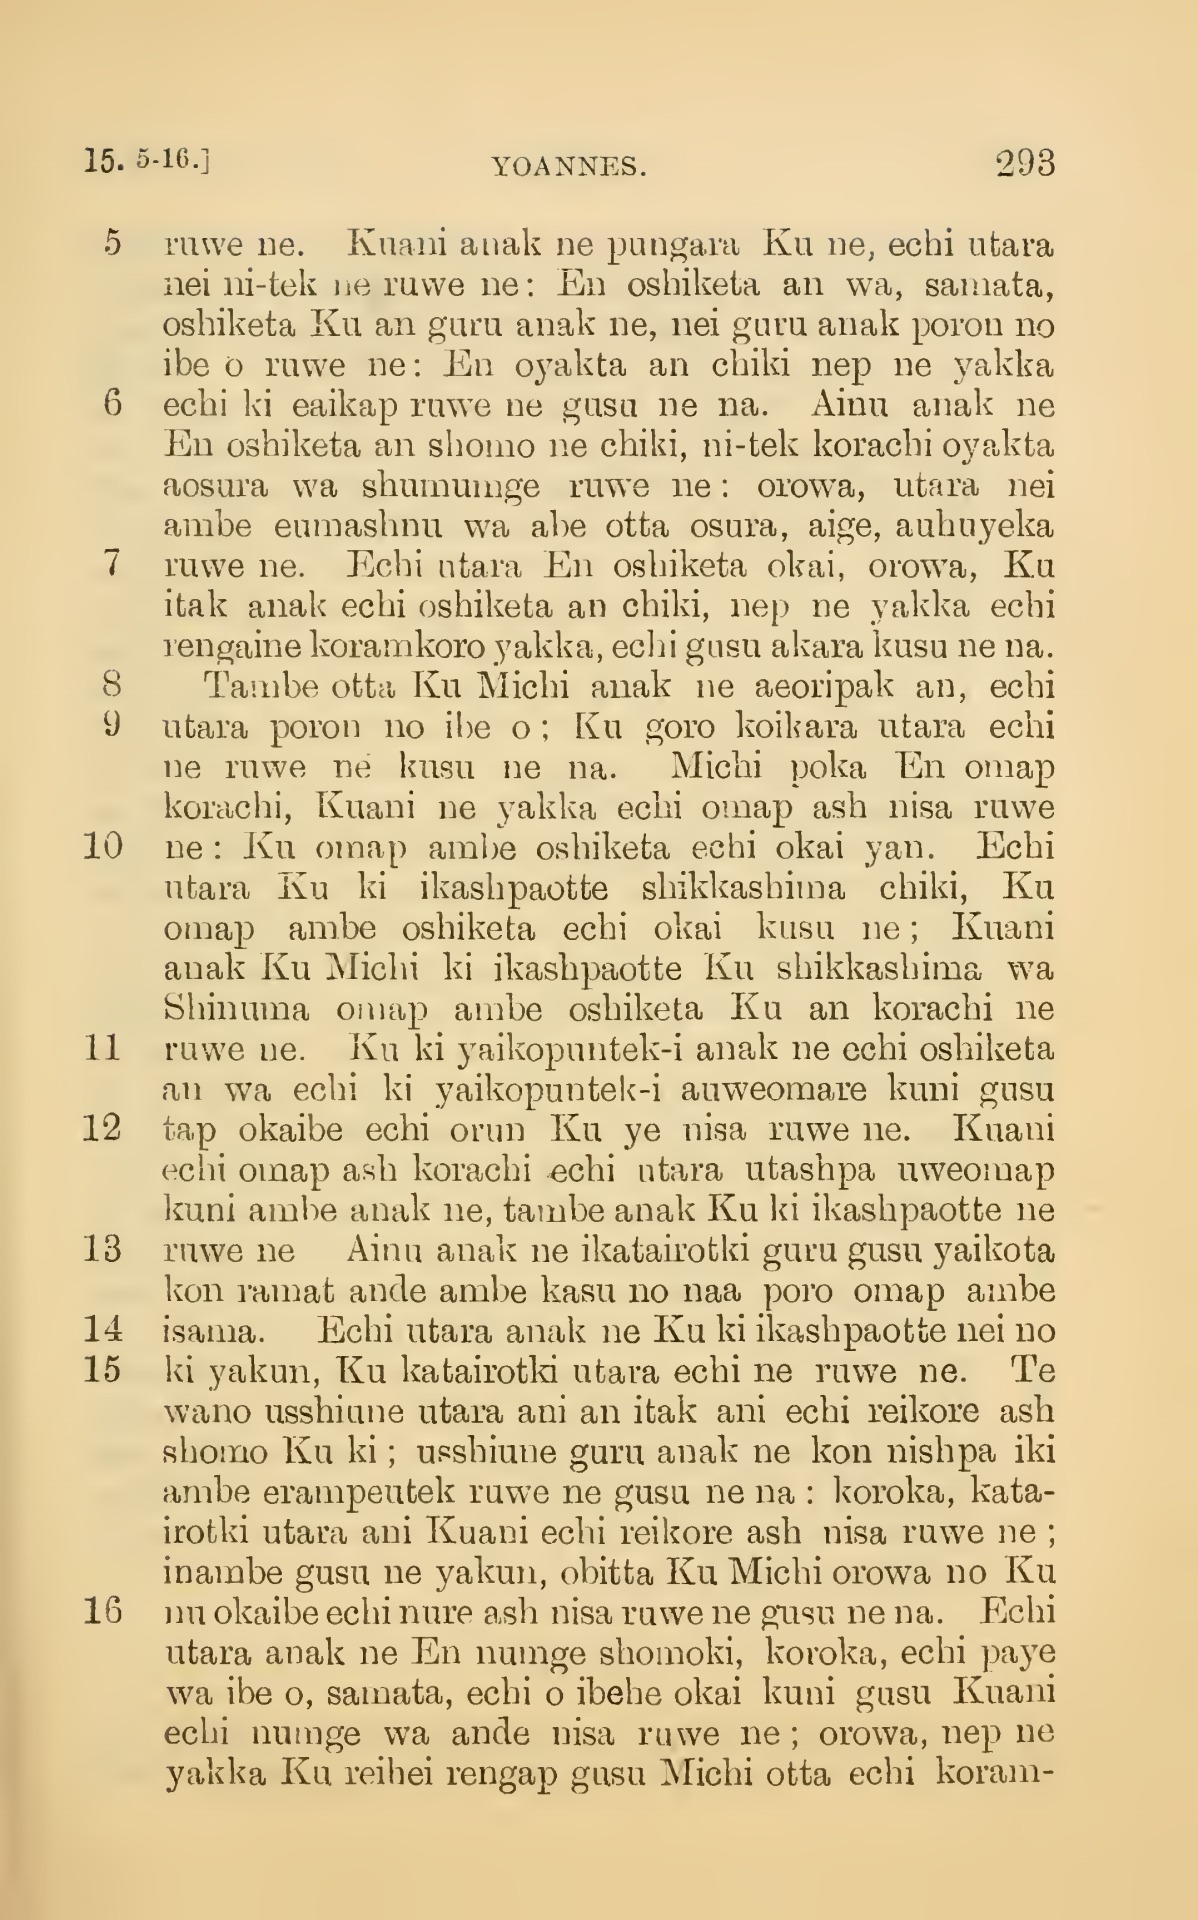 15. 5-16.] YOANNES. 293
5 ruwe ne. Kuani anak ne pungara Ku ne, echi utara
nei ni-tek ne ruwe ne: En oshiketa an wa, samata,
oshiketa Ku an guru anak ne, nei guru anak poron no
ibe o ruwe ne: En oyakta an chiki nep ne yakka
6 echi ki eaikap ruwe ne gusu ne na. Ainu anak ne
En oshiketa an shomo ne chiki, ni-tek korachi oyakta
aosura wa shumumge ruwe ne: orowa, utara nei
ambe eumashnu wa abe otta osura, aige, auhuyeka
7 ruwe ne. Echi utara En oshiketa okai, orowa, Ku
itak anak echi oshiketa an chiki, nep ne yakka echi
rengaine koramkoro yakka, echi gusu akara kusu ne na.
8 Tambe otta Ku Michi anak ne aeoripak an, echi
9 utara poron no ibe o; Ku goro koikara utara echi
ne ruwe ne kusu ne na. Michi poka En omap
korachi, Kuani ne yakka echi omap ash nisa ruwe
10 ne: Ku omap ambe oshiketa echi okai yan. Echi
utara Ku ki ikashpaotte shikkashima chiki, Ku
omap ambe oshiketa echi okai kusu ne; Kuani
anak Ku Michi ki ikashpaotte Ku shikkashima wa
Shinuma omap ambe oshiketa Ku an korachi ne
11 ruwe ne. Ku ki yaikopuntek-i anak ne echi oshiketa
an wa echi ki yaikopuntek-i auweomare kuni gusu
12 tap okaibe echi orun Ku ye nisa ruwe ne. Kuani
echi omap ash korachi echi utara utashpa uweomap
kuni ambe anak ne, tambe anak Ku ki ikashpaotte ne
13 ruwe ne Ainu anak ne ikatairotki guru gusu yaikota
kon ramat ande ambe kasu no naa poro omap ambe
14 isama. Echi utara anak ne Ku ki ikashpaotte nei no
15 ki yakun, Ku katairotki utara echi ne ruwe ne. Te
wano usshiune utara ani an itak ani echi reikore ash
shomo Ku ki; usshiune guru anak ne kon nishpa iki
ambe erampeutek ruwe ne gusu ne na: koroka, kata-
irotki utara ani Kuani echi reikore ash nisa ruwe ne;
inambe gusu ne yakun, obitta Ku Michi orowa no Ku
16 nu okaibe echi nure ash nisa ruwe ne gusu ne na. Echi
utara anak ne En numge shomoki, koroka, echi paye
wa ibe o, samata, echi o ibehe okai kuni gusu Kuani
echi numge wa ande nisa ruwe ne; orowa, nep ne
yakka Ku reihei rengap gusu Michi otta echi koram-